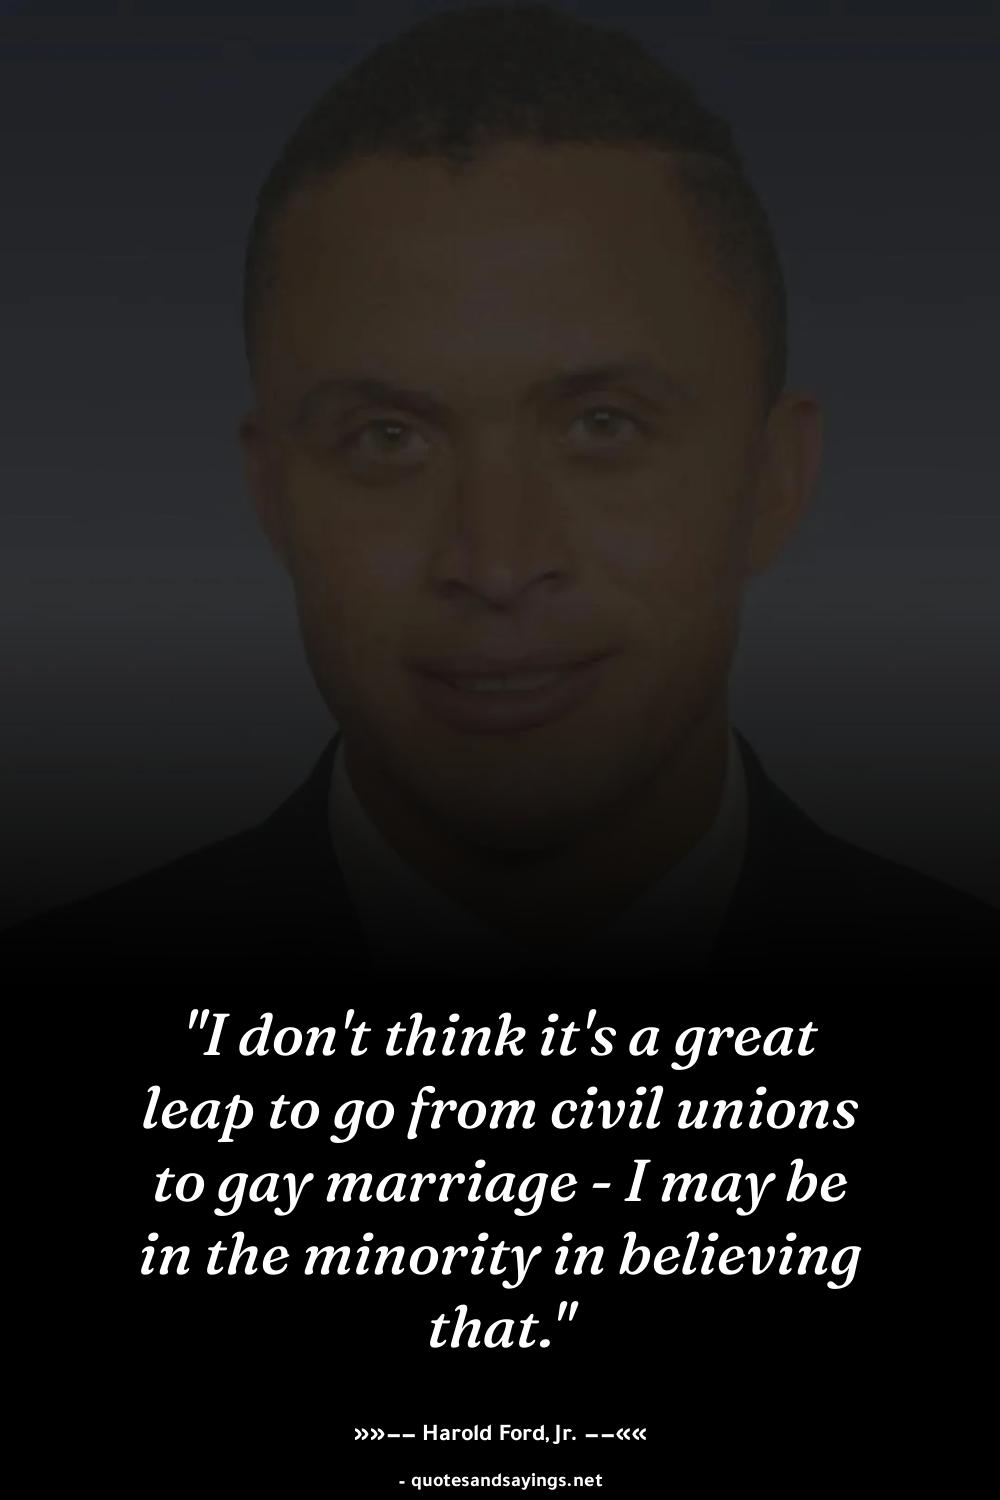 "I don't think it's a great
leap to go from civil unions
to gay marriage - I may be
in the minority in believing
that."
»»−− Harold Ford, Jr. −−««
- quotesandsayings.net